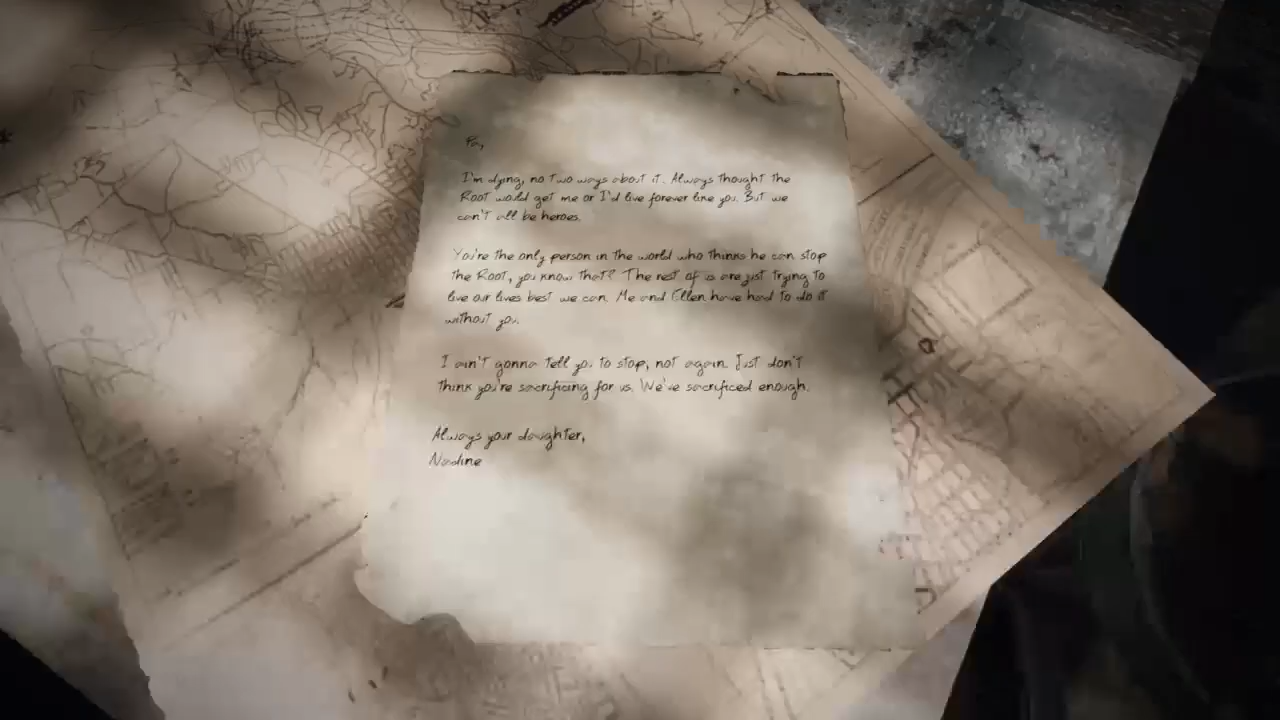 Pa,
I'm dying, no two ways about it. Always thought the
Root would get me or I'd live forever like you. But we
can't all be heroes.
You're the only person in the world who thinks he can stop
the Root, you know that? The rest of us are just trying to
live our lives best we can. Me and Ellen have had to do it
without you.
I ain't gonna tell you to stop, not again. Just don't
think you're sacrificing for us. We've sacrificed enough.
Always your daughter,
Nadine